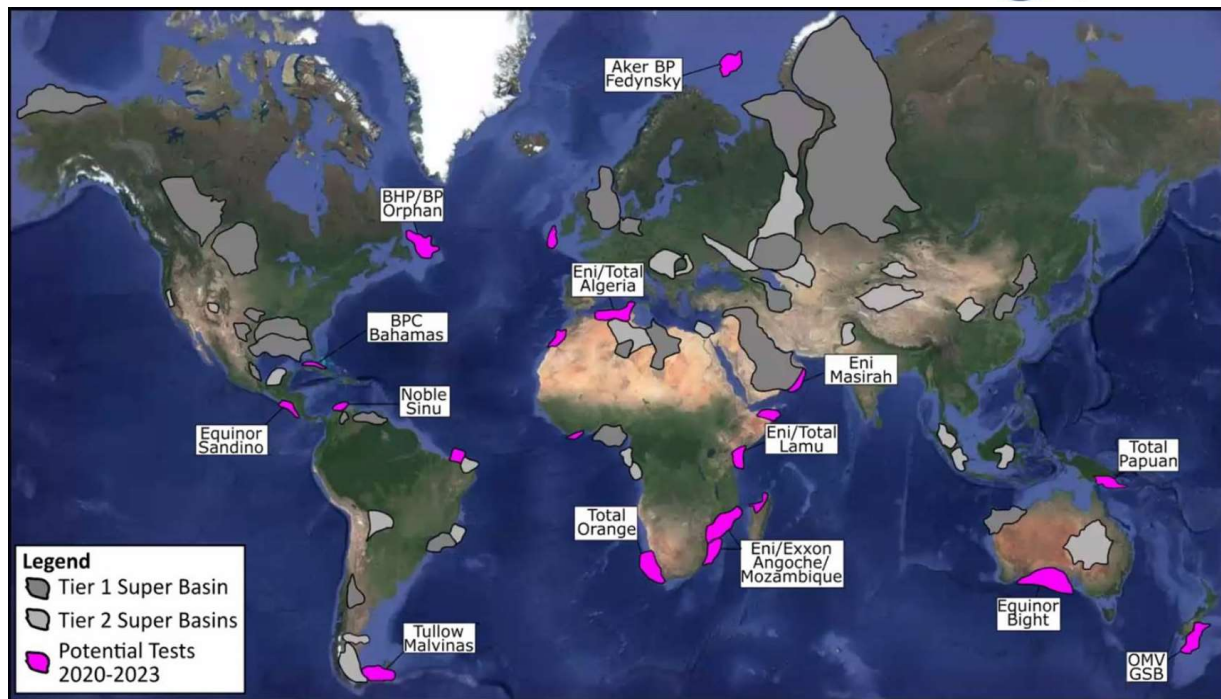 Aker BP
Fedynsky
BHP/BP
Orphan
Eni/Total
Algeria
BPC
Bahamas
Eni
Masirah
Noble
Sinu
Equinor
Sandino
Eni/Total
Lamu
Total
Papuan
Total
Orange
Eni/Exxon
Angoche/
Mozambique
Equinor
Bight
Tullow
Malvinas
OMV
GSB
Legend
Tier 1 Super Basin
Tier 2 Super Basins
Potential Tests
2020-2023